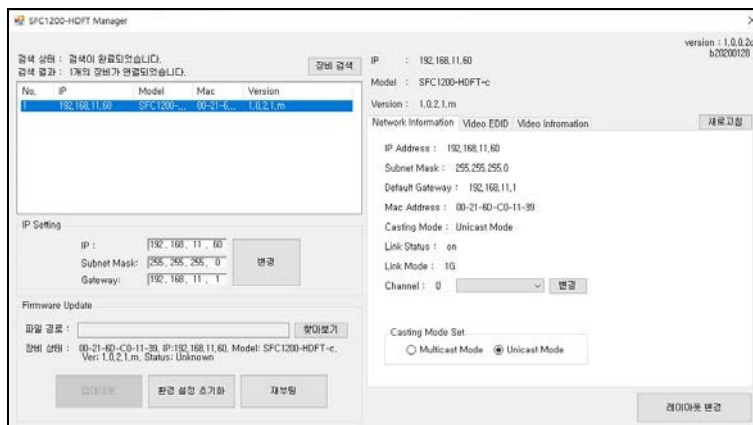 SFC1200-HDFT Manager
version : 1,0,0,2c
b20200128
검색 상태 : 검색이 완료되었습니다.
검색 결과 : 1개의 장비가 연결되었습니다.
장비 검색
No, IP Model Mac Version
1 192,168,11,60 SFC1200-... 00-21-6... 1,0,2,1,m
IP Setting
IP : 192 . 168 . 11 . 60
Subnet Mask: 255 . 255 . 255 . 0
Gateway: 192 . 168 . 11 . 1
변경
Firmware Update
파일 경로 :
찾아보기
장비 상태 : 00-21-6D-C0-11-39, IP:192,168,11,60, Model: SFC1200-HDFT-c,
Ver: 1,0,2,1,m, Status: Unknown
업데이트 환경 설정 초기화 재부팅
IP : 192,168,11,60
Model : SFC1200-HDFT-c
Version : 1,0,2,1,m
Network Information Video EDID Video Infromation
새로고침
IP Address : 192,168,11,60
Subnet Mask : 255,255,255,0
Default Gateway : 192,168,11,1
Mac Address : 00-21-6D-C0-11-39
Casting Mode : Unicast Mode
Link Status : on
Link Mode : 1G
Channel : 0
변경
Casting Mode Set
Multicast Mode Unicast Mode
레이아웃 변경